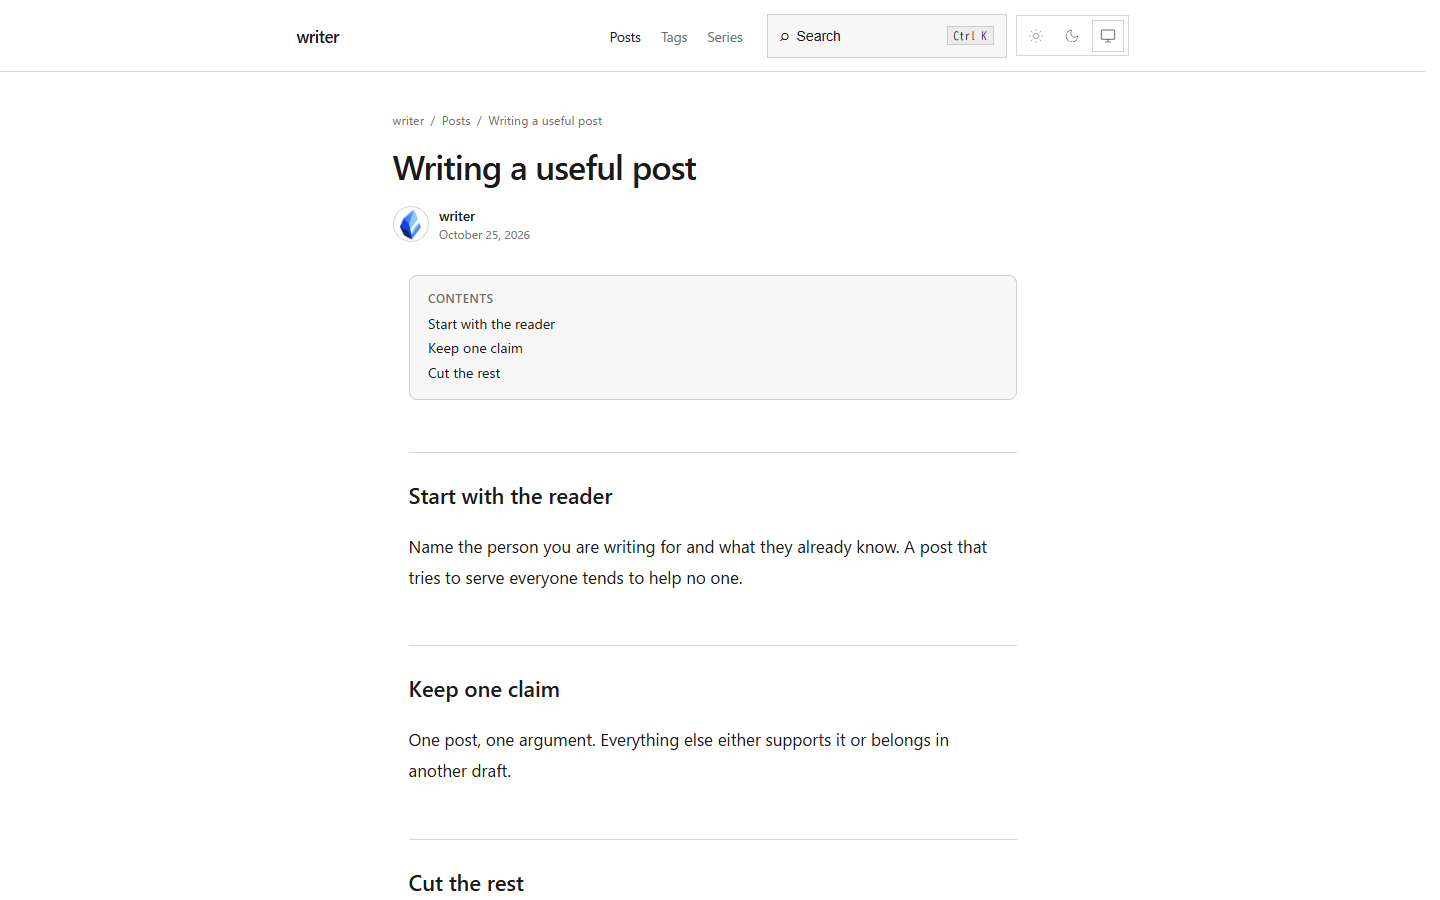 writer
Posts Tags Series
Search Ctrl K
writer / Posts / Writing a useful post
Writing a useful post
writer
October 25, 2026
CONTENTS
Start with the reader
Keep one claim
Cut the rest
Start with the reader
Name the person you are writing for and what they already know. A post that
tries to serve everyone tends to help no one.
Keep one claim
One post, one argument. Everything else either supports it or belongs in
another draft.
Cut the rest